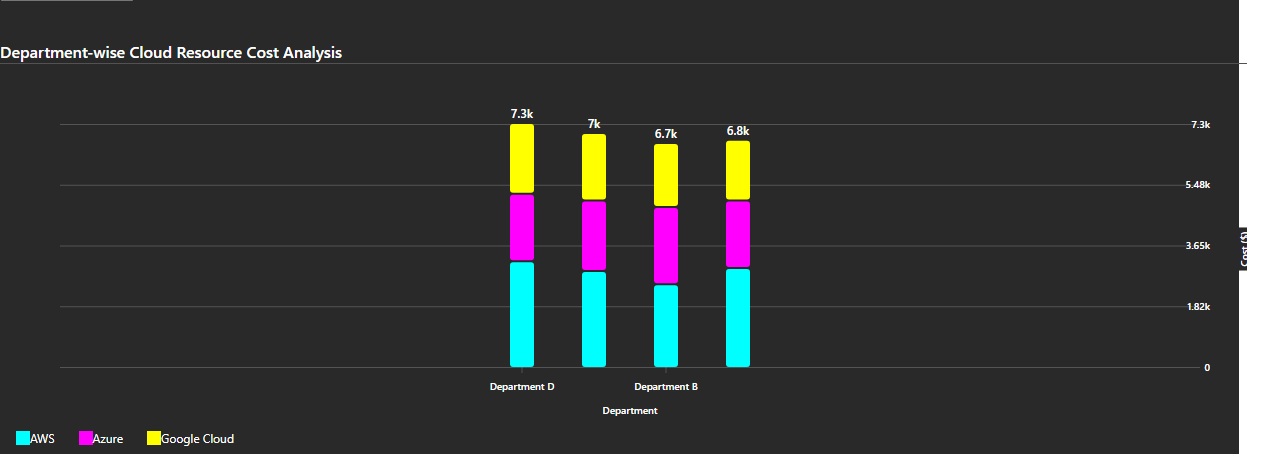 Department-wise Cloud Resource Cost Analysis
7.3k
7k
6.7k
6.8k
7.3k
5.48k
3.65k
1.82k
0
Cost ($)
Department D
Department B
Department
AWS
Azure
Google Cloud